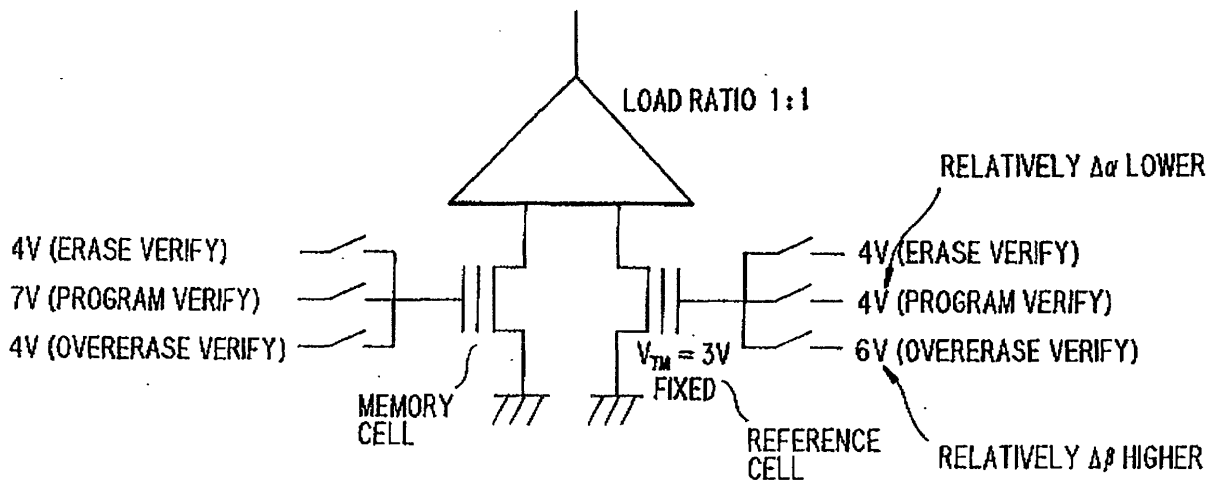 LOAD RATIO 1:1
RELATIVELY Δα LOWER
4V (ERASE VERIFY)
7V (PROGRAM VERIFY)
4V (OVERERASE VERIFY)
4V (ERASE VERIFY)
4V (PROGRAM VERIFY)
6V (OVERERASE VERIFY)
VTM = 3V
FIXED
MEMORY
CELL
REFERENCE
CELL
RELATIVELY Δβ HIGHER